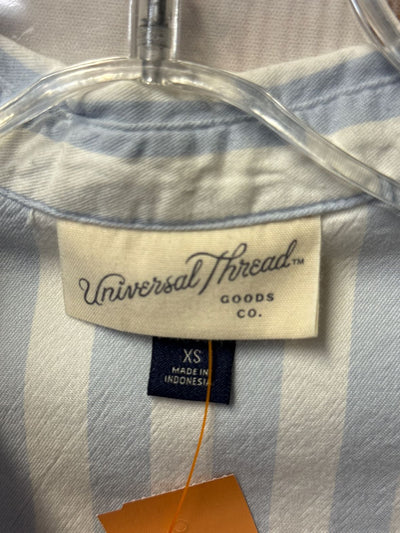 Universal Thread™
GOODS
CO.
XS
MADE IN
INDONESIA